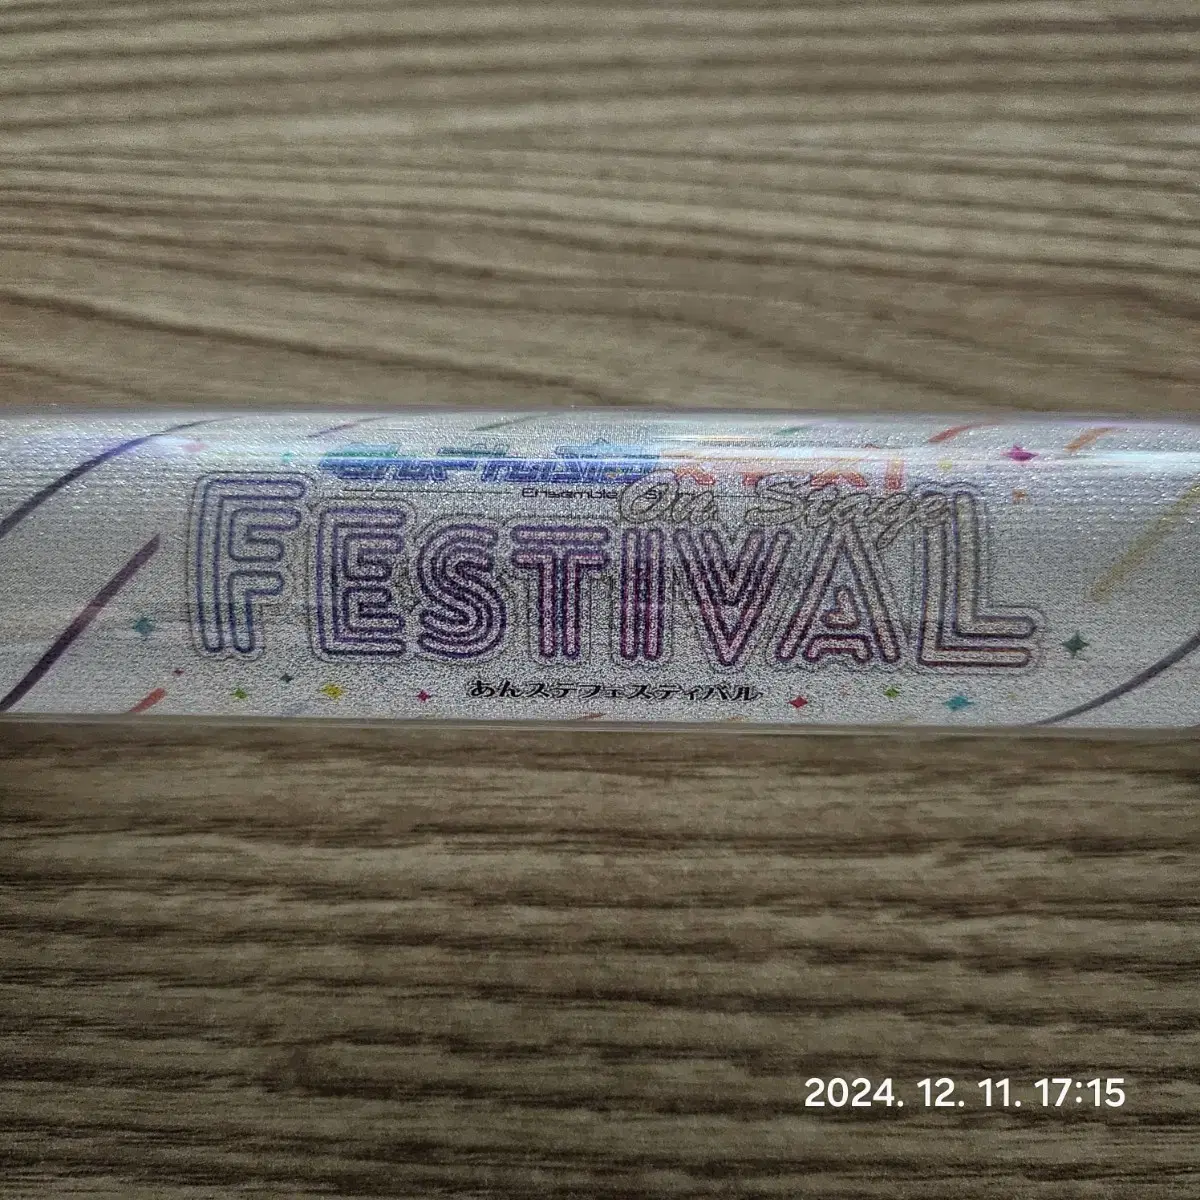 Ensemble
On Stage
FESTIVAL
あんステフェスティバル
2024. 12. 11. 17:15